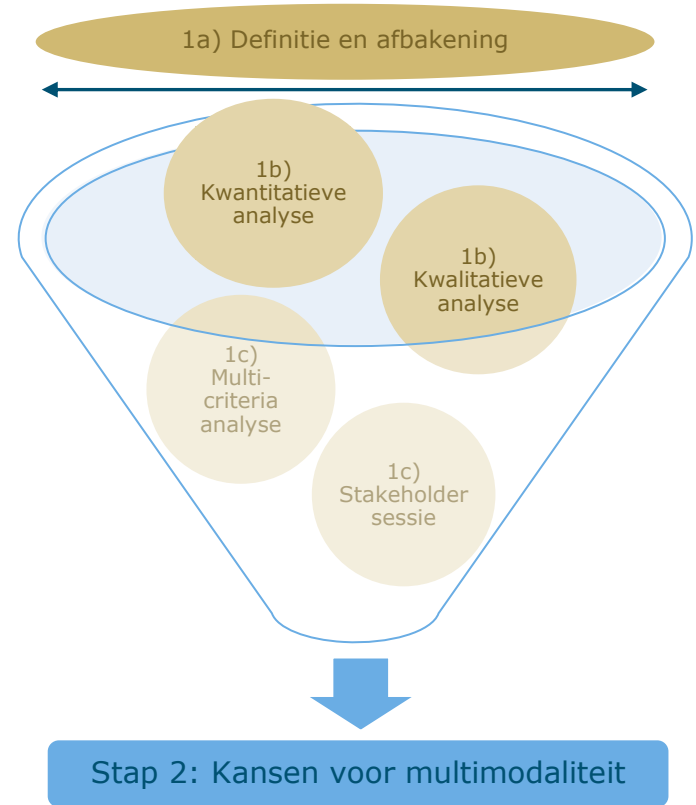 1a) Definitie en afbakening
1b)
Kwantitatieve
analyse
1b)
Kwalitatieve
analyse
1c)
Multi-
criteria
analyse
1c)
Stakeholder
sessie
Stap 2: Kansen voor multimodaliteit